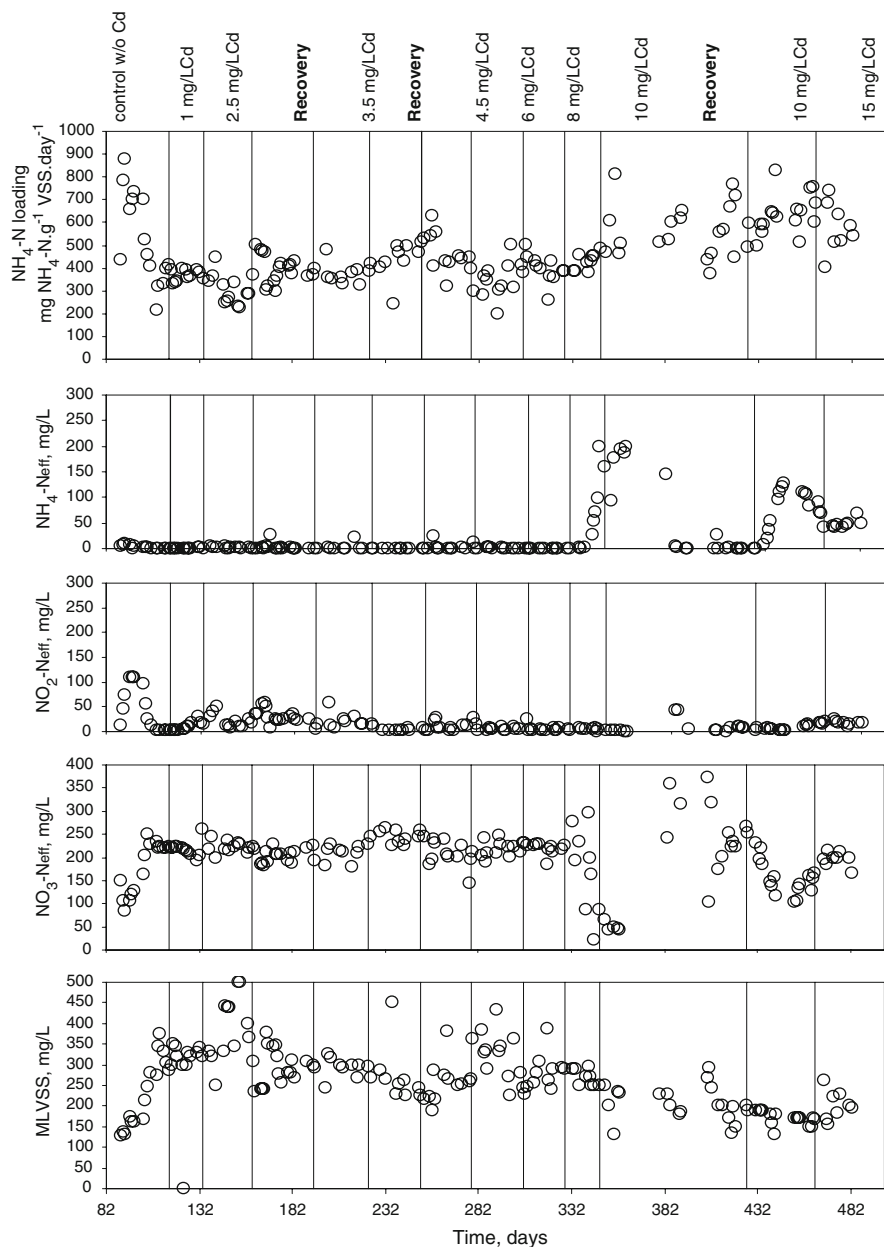 control w/o Cd
1 mg/LCd
2.5 mg/LCd
Recovery
3.5 mg/LCd
Recovery
4.5 mg/LCd
6 mg/LCd
8 mg/LCd
10 mg/LCd
Recovery
10 mg/LCd
15 mg/LCd
NH4-N loading
mg NH4-N.g-1 VSS.day-1
1000
900
800
700
600
500
400
300
200
100
0
NH4-Neff, mg/L
300
250
200
150
100
50
0
NO2-Neff, mg/L
300
250
200
150
100
50
0
NO3-Neff, mg/L
400
350
300
250
200
150
100
50
0
MLVSS, mg/L
500
450
400
350
300
250
200
150
100
50
0
82 132 182 232 282 332 382 432 482
Time, days